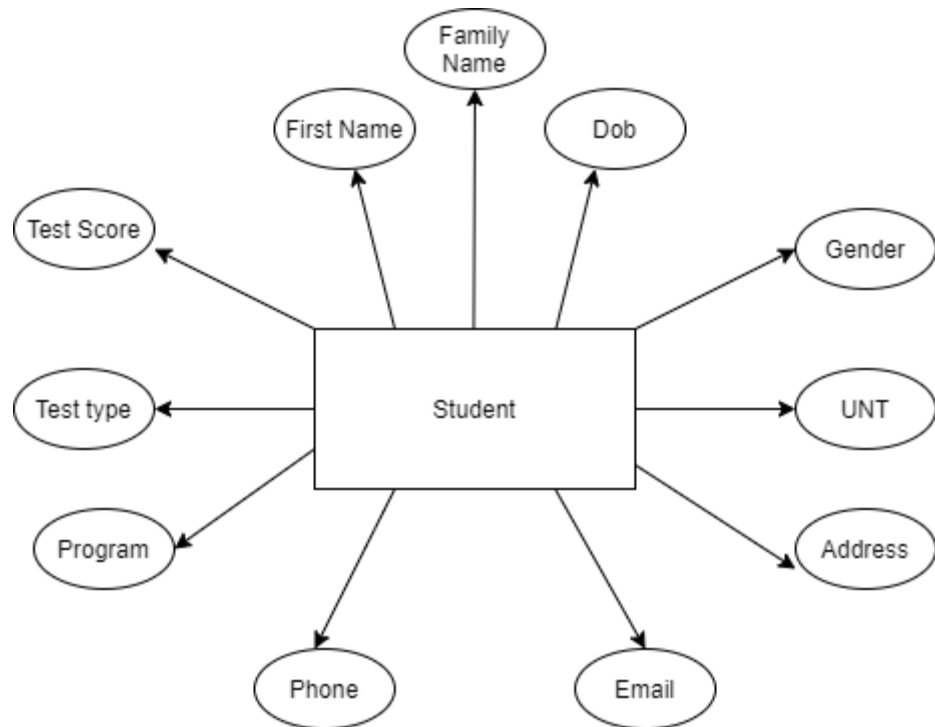 Family
Name
First Name
Dob
Test Score
Gender
Test type
Student
UNT
Program
Address
Phone
Email